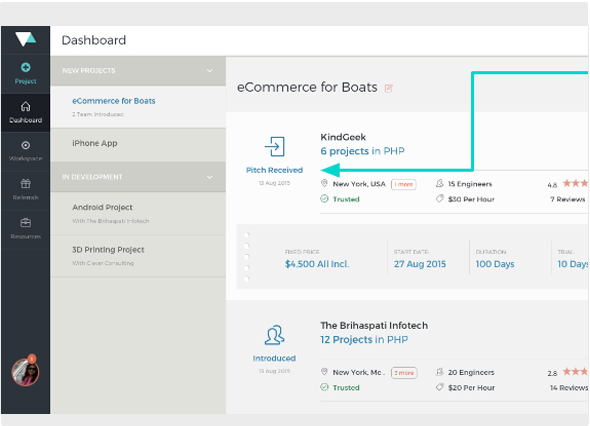 Dashboard
Project
Dashboard
Workspace
Referrals
Resources
3
NEW PROJECTS
eCommerce for Boats
2 Team Introduced
iPhone App
IN DEVELOPMENT
Android Project
With The Brihaspati Infotech
3D Printing Project
With Clever Consulting
eCommerce for Boats
Pitch Received
13 Aug 2015
KindGeek
6 projects in PHP
New York, USA 1 more
15 Engineers
4.8
Trusted
$30 Per Hour
7 Reviews
FIXED PRICE
$4,500 All Incl.
START DATE
27 Aug 2015
DURATION
100 Days
TRIAL
10 Days
Introduced
13 Aug 2015
The Brihaspati Infotech
12 Projects in PHP
New York, Me . 3 more
20 Engineers
2.8
Trusted
$20 Per Hour
14 Reviews